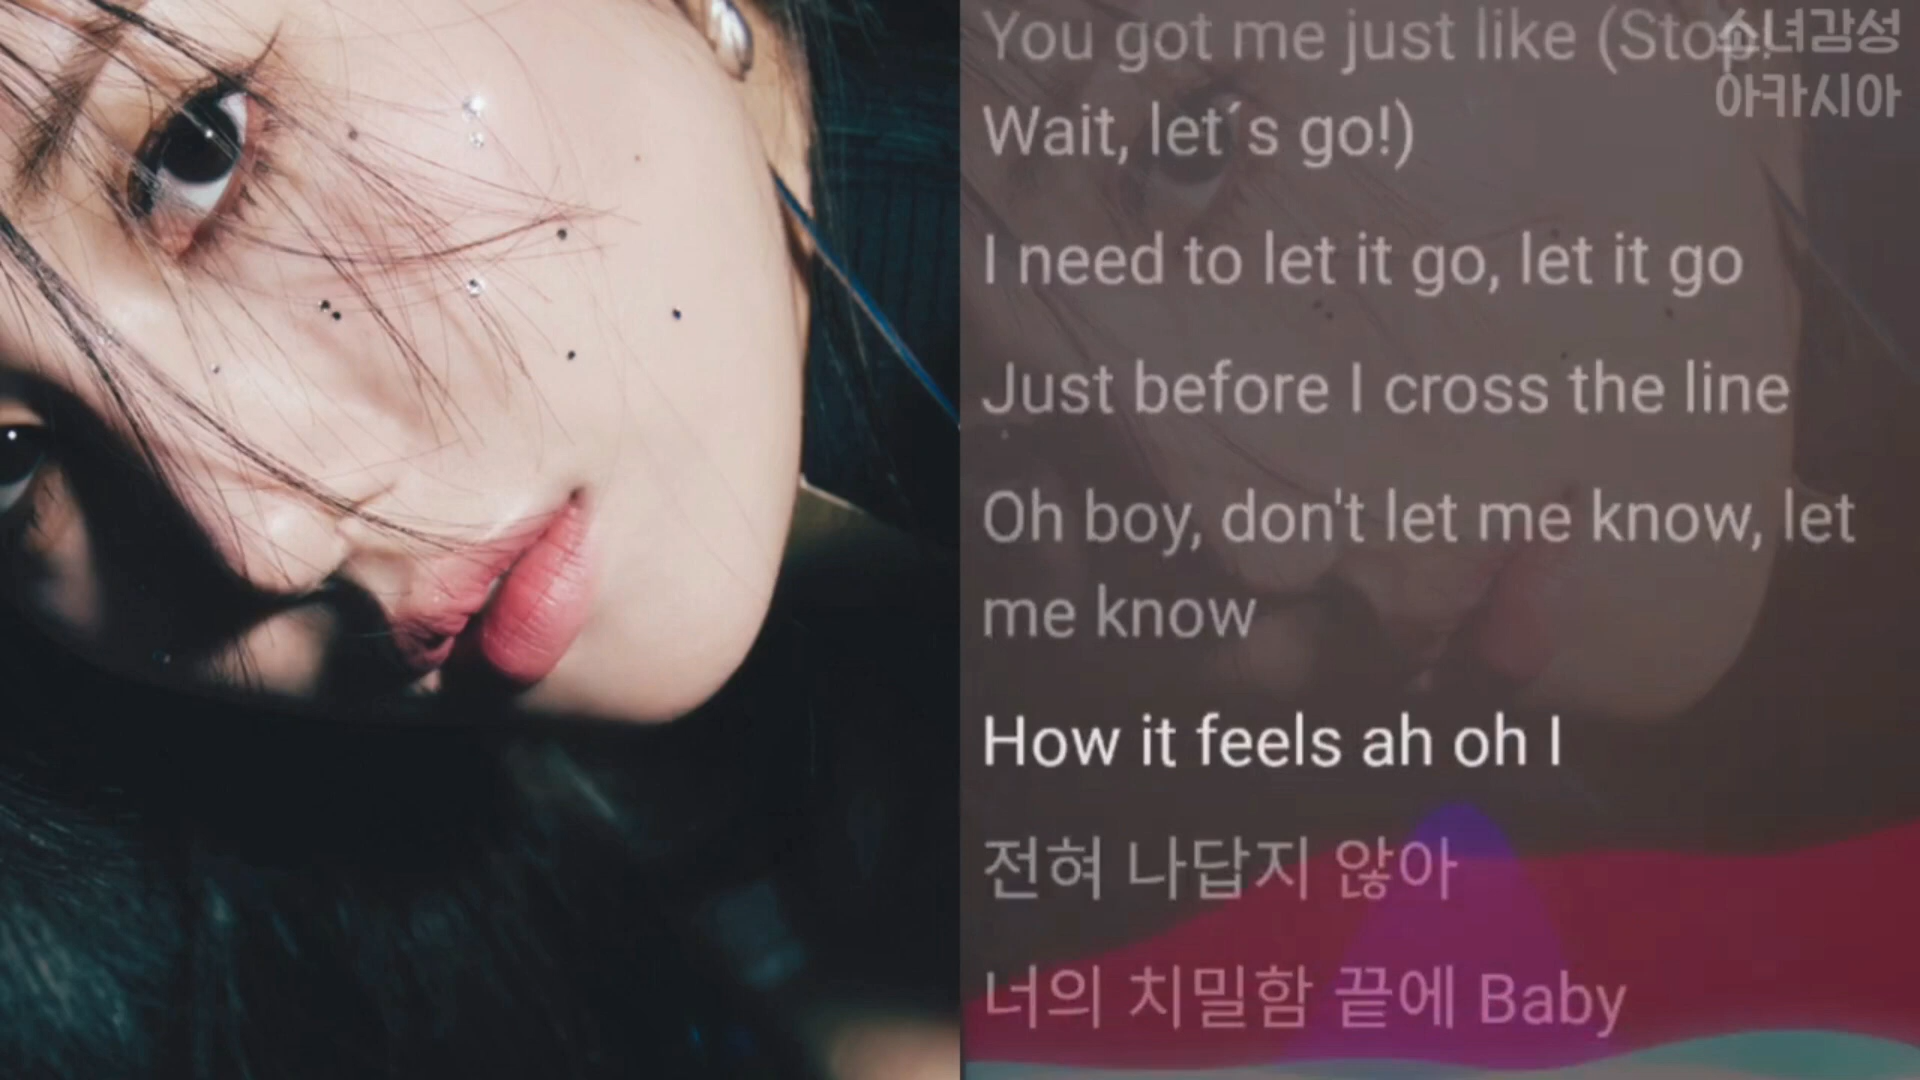 You got me just like (Stop!
소녀감성
아카시아
Wait, let´s go!)
I need to let it go, let it go
Just before I cross the line
Oh boy, don't let me know, let
me know
How it feels ah oh I
전혀 나답지 않아
너의 치밀함 끝에 Baby